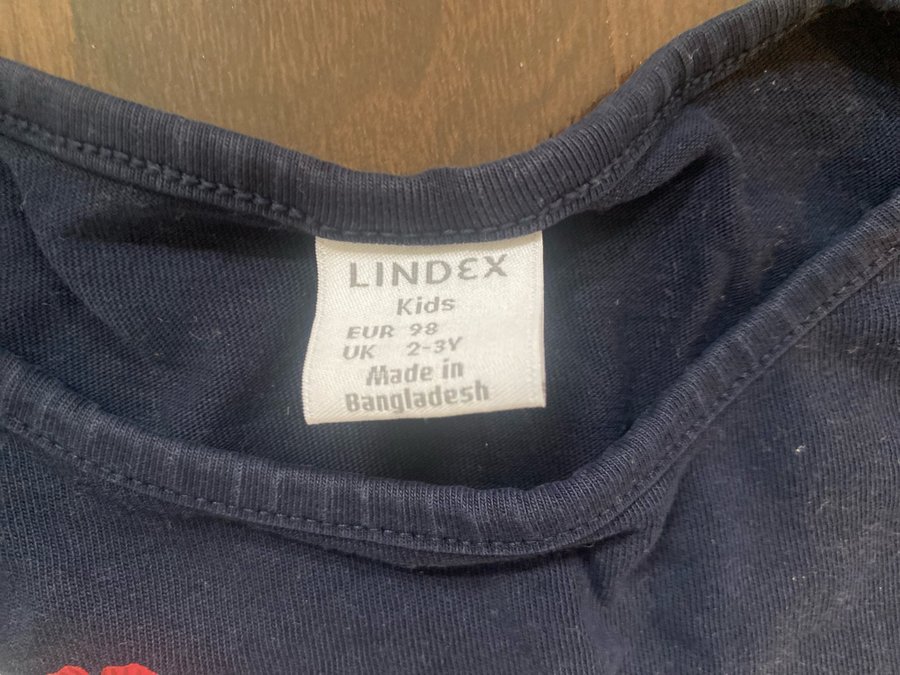 LINDEX
Kids
EUR 98
UK 2-3Y
Made in
Bangladesh